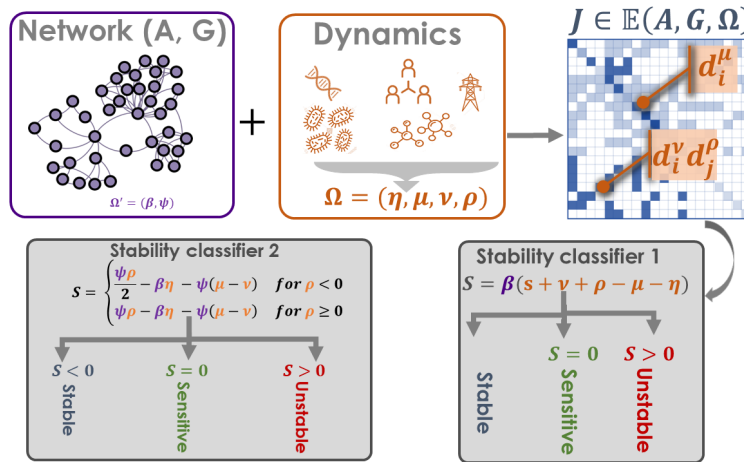 Network (A, G)
Ω′ = (β, ψ)
+
Dynamics
Ω = (η, μ, ν, ρ)
J ∈ 𝔼(A, G, Ω)
d_i^μ
d_i^ν d_j^ρ
Stability classifier 2
S = { ψρ/2 − βη − ψ(μ − ν) for ρ < 0
ψρ − βη − ψ(μ − ν) for ρ ≥ 0
S < 0 S = 0 S > 0
Stable Sensitive Unstable
Stability classifier 1
S = β(s + ν + ρ − μ − η)
S = 0 S > 0
Stable Sensitive Unstable